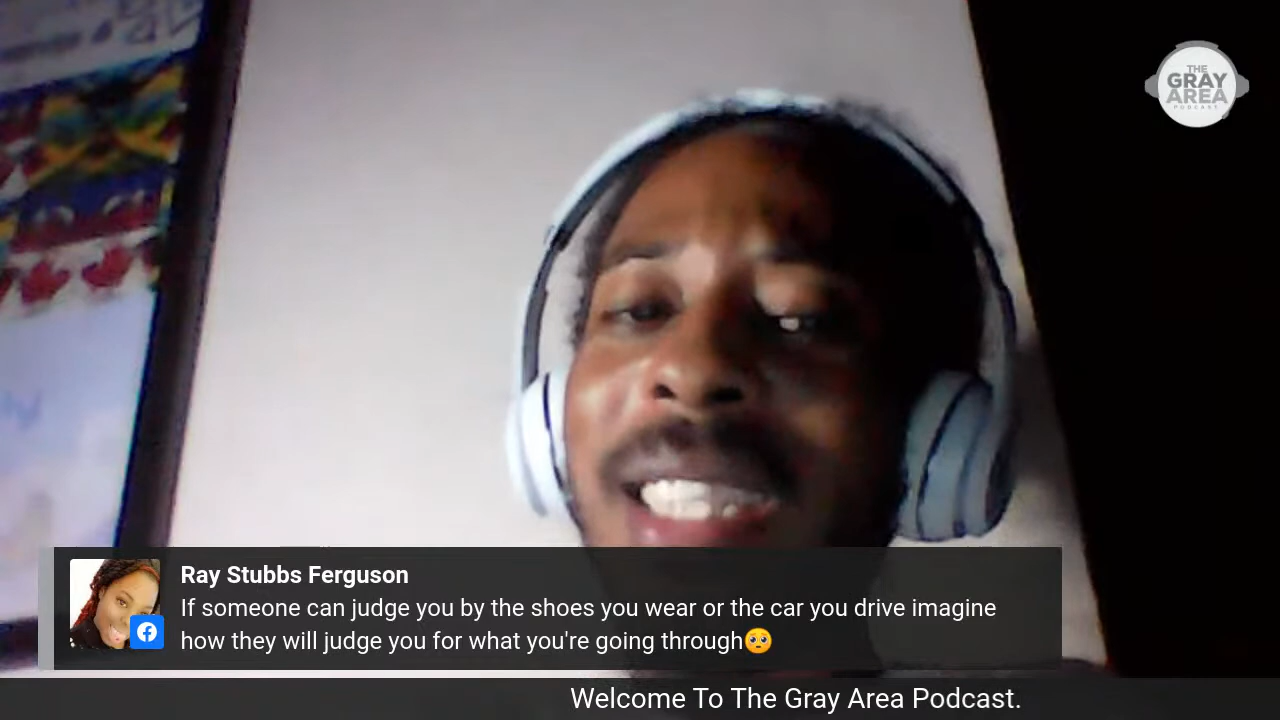 THE
GRAY
AREA
PODCAST
Ray Stubbs Ferguson
If someone can judge you by the shoes you wear or the car you drive imagine
how they will judge you for what you're going through🥺
Welcome To The Gray Area Podcast.